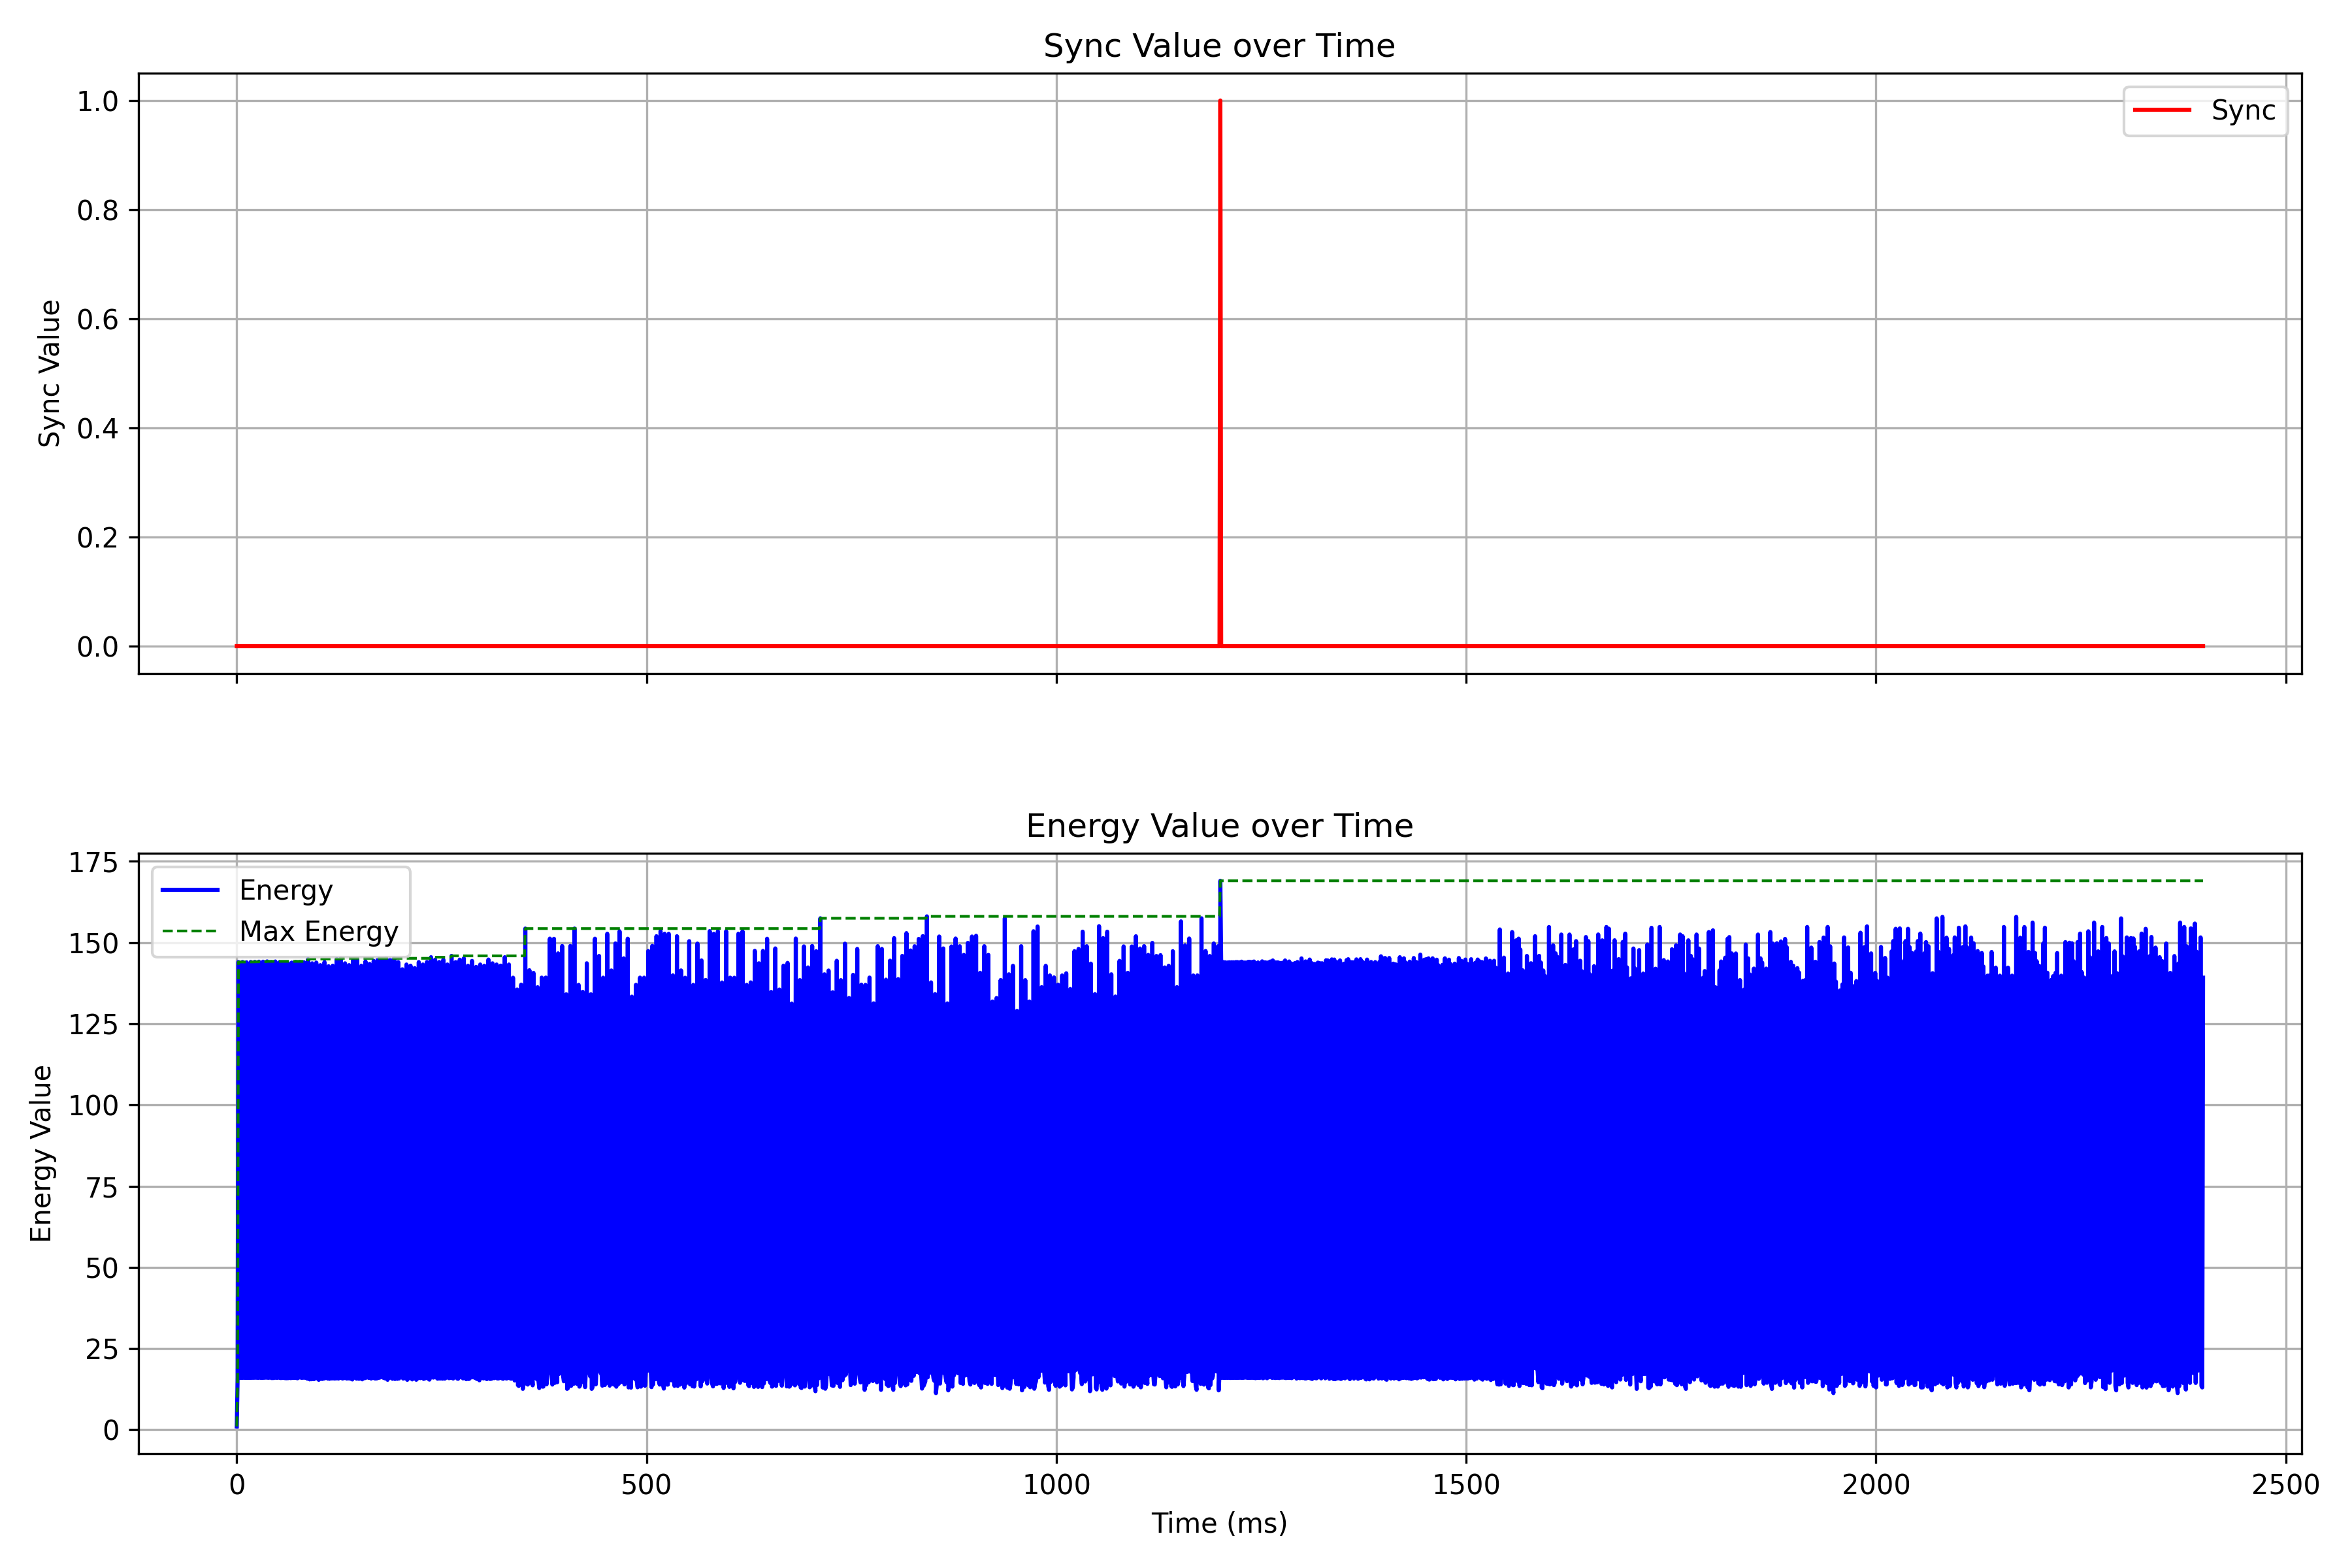 Sync Value over Time
1.0
0.8
0.6
0.4
0.2
0.0
Sync Value
Sync
Energy Value over Time
175
150
125
100
75
50
25
0
Energy Value
Energy
Max Energy
0
500
1000
1500
2000
2500
Time (ms)